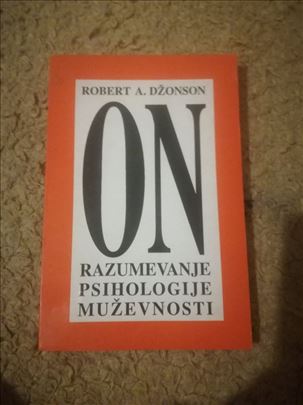 ROBERT A. DŽONSON
ON
RAZUMEVANJE
PSIHOLOGIJE
MUŽEVNOSTI